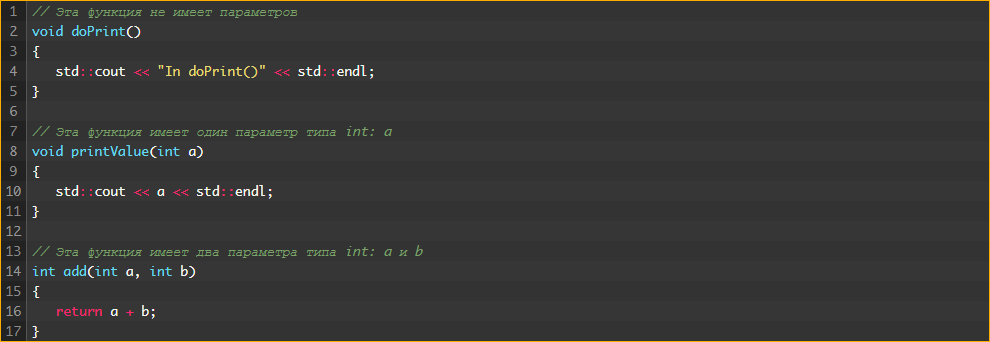 1 // Эта функция не имеет параметров
2 void doPrint()
3 {
4 std::cout << "In doPrint()" << std::endl;
5 }
6
7 // Эта функция имеет один параметр типа int: a
8 void printValue(int a)
9 {
10 std::cout << a << std::endl;
11 }
12
13 // Эта функция имеет два параметра типа int: a и b
14 int add(int a, int b)
15 {
16 return a + b;
17 }